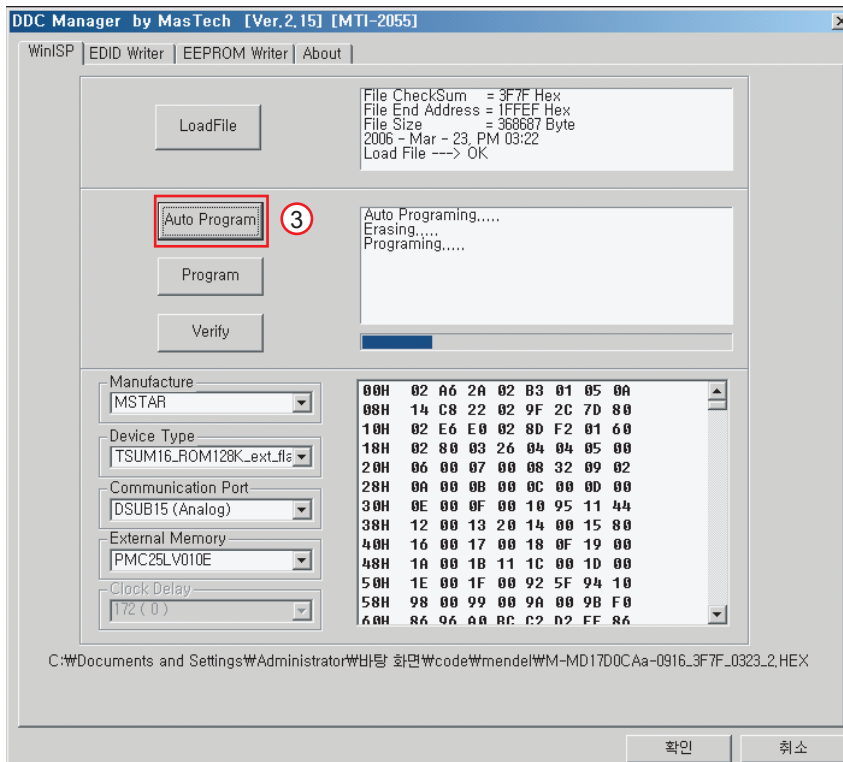 DDC Manager by MasTech [Ver,2,15] [MTI-2055]
WinISP EDID Writer EEPROM Writer About
LoadFile
File CheckSum = 3F7F Hex
File End Address = 1FFEF Hex
File Size = 368687 Byte
2006 - Mar - 23, PM 03:22
Load File ---> OK
Auto Program
3
Auto Programing,,,,,
Erasing,,,,,
Programing,,,,,
Program
Verify
Manufacture
MSTAR
Device Type
TSUM16_ROM128K_ext_fla
Communication Port
DSUB15 (Analog)
External Memory
PMC25LV010E
Clock Delay
172 ( 0 )
00H 02 A6 2A 02 B3 01 05 0A
08H 14 C8 22 02 9F 2C 7D 80
10H 02 E6 E0 02 8D F2 01 60
18H 02 80 03 26 04 04 05 00
20H 06 00 07 00 08 32 09 02
28H 0A 00 0B 00 0C 00 0D 00
30H 0E 00 0F 00 10 95 11 44
38H 12 00 13 20 14 00 15 80
40H 16 00 17 00 18 0F 19 00
48H 1A 00 1B 11 1C 00 1D 00
50H 1E 00 1F 00 92 5F 94 10
58H 98 00 99 00 9A 00 9B F0
60H 86 96 A0 BC C2 D2 EE 86
C:₩Documents and Settings₩Administrator₩바탕 화면₩code₩mendel₩M-MD17D0CAa-0916_3F7F_0323_2,HEX
확인 취소